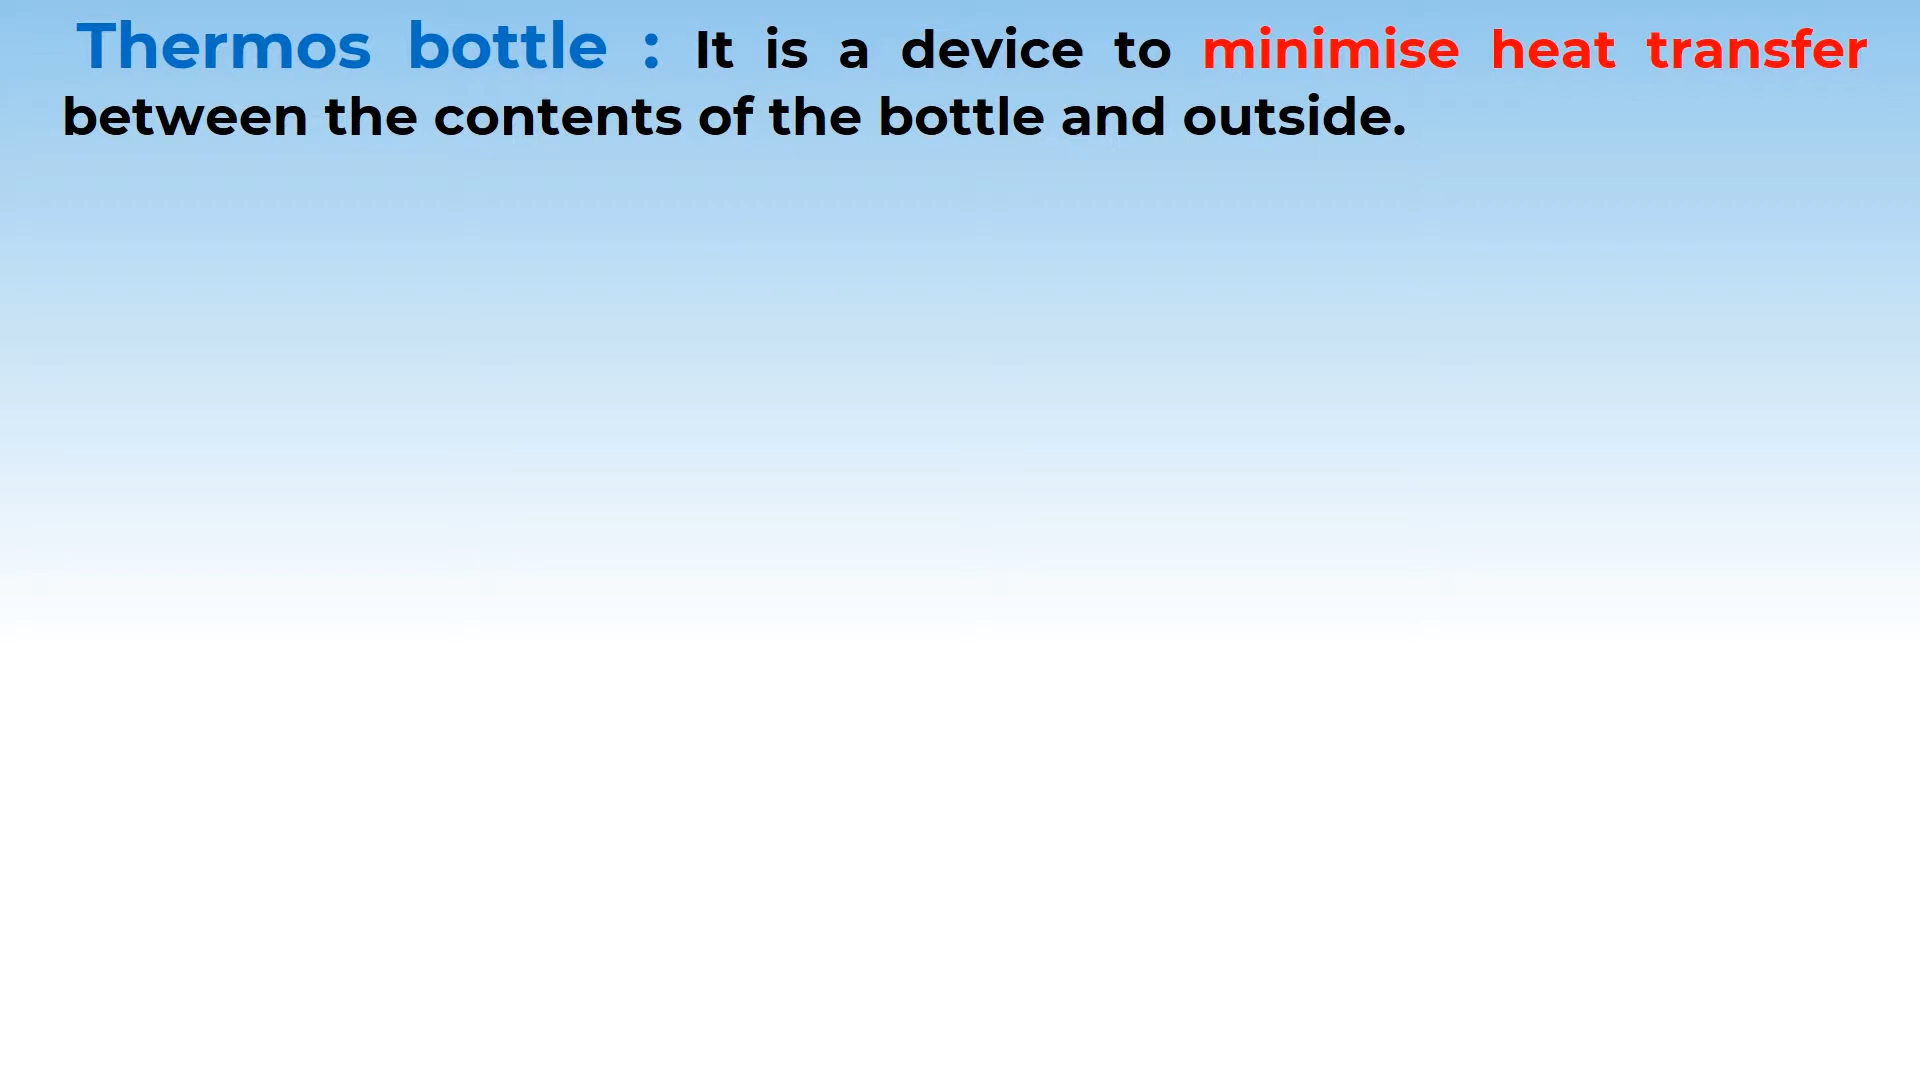 Thermos bottle : It is a device to minimise heat transfer
between the contents of the bottle and outside.